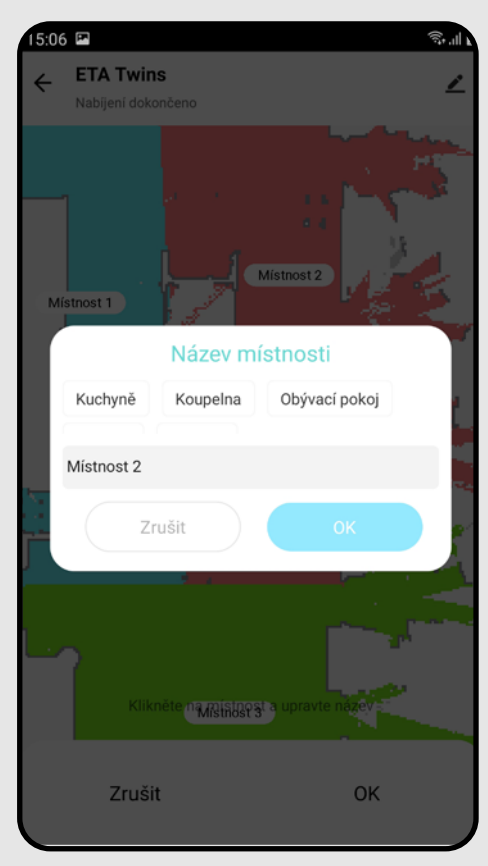 15:06
ETA Twins
Nabíjení dokončeno
Místnost 2
Místnost 1
Název místnosti
Kuchyně Koupelna Obývací pokoj
Místnost 2
Zrušit OK
Klikněte na místnost a upravte název
Místnost 3
Zrušit OK